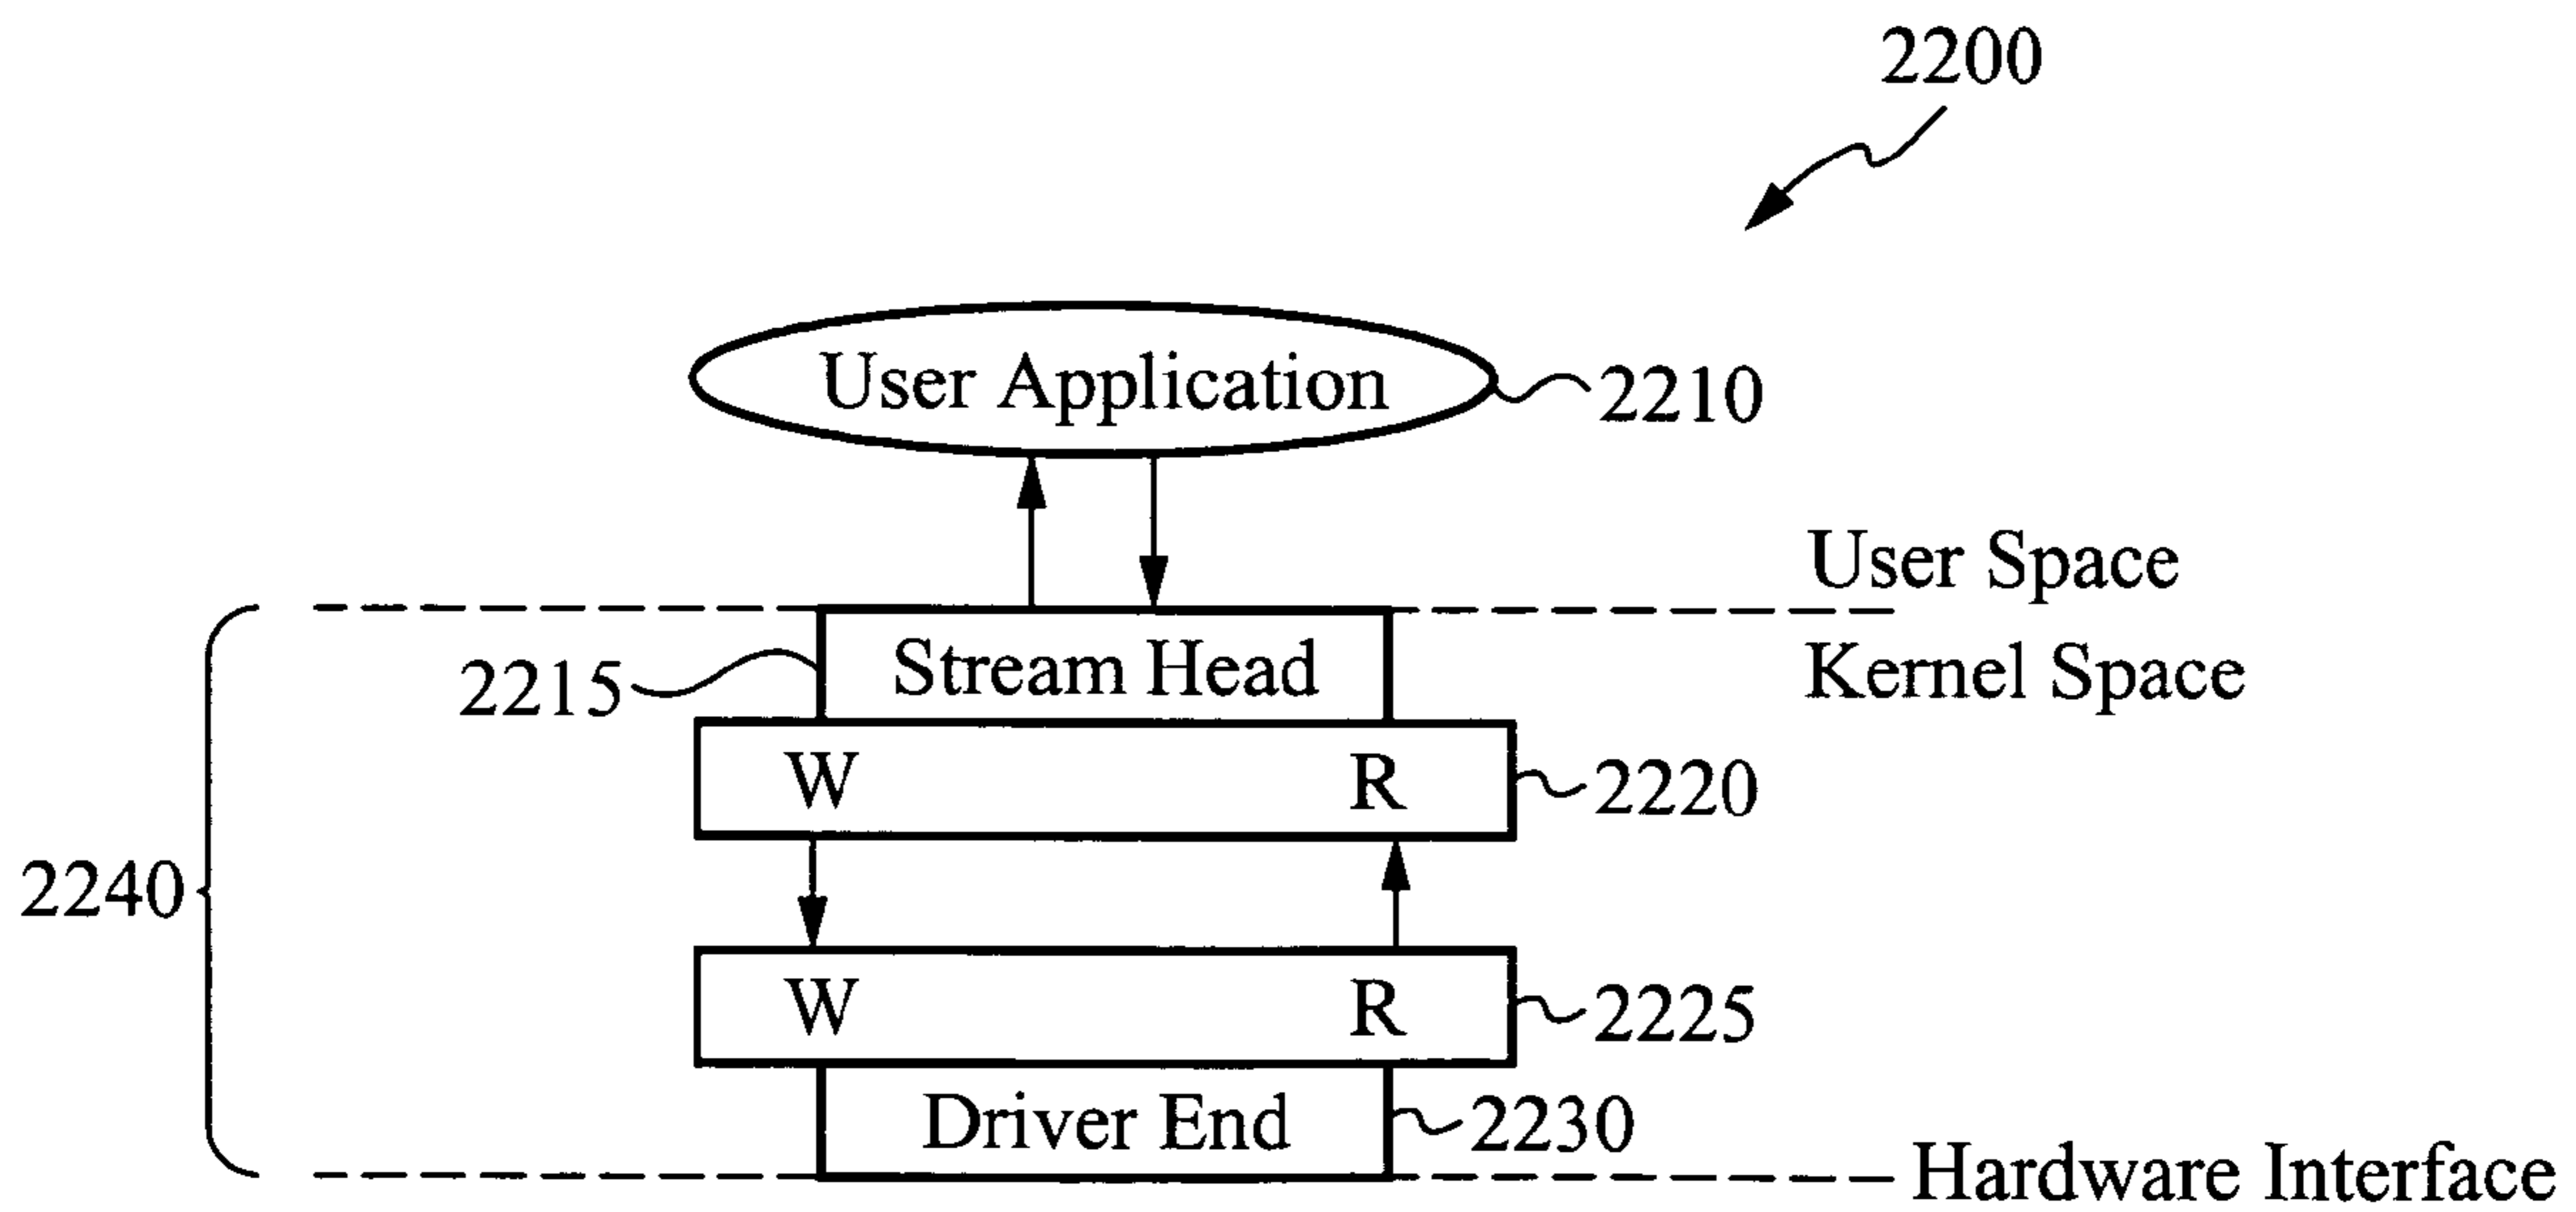 2200
User Application 2210
User Space
2215 Stream Head Kernel Space
W R 2220
2240
W R 2225
Driver End 2230
Hardware Interface